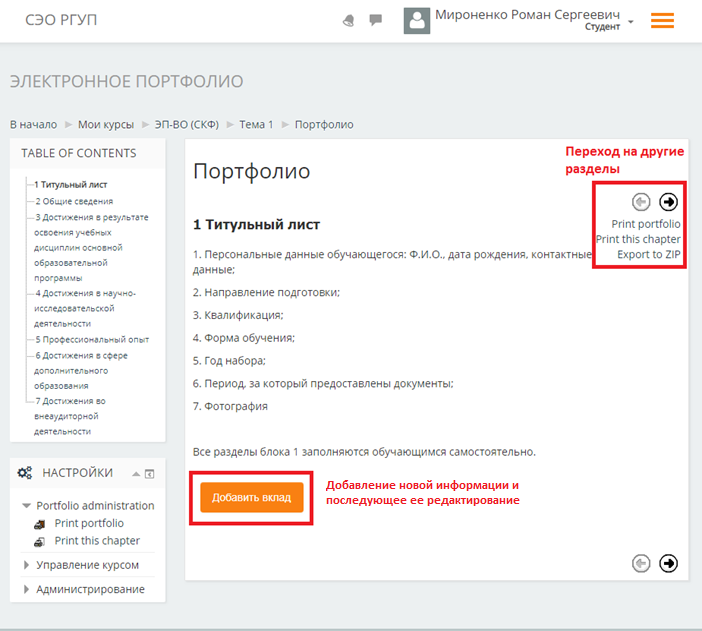 СЭО РГУП
Мироненко Роман Сергеевич
Студент
ЭЛЕКТРОННОЕ ПОРТФОЛИО
В начало
Мои курсы
ЭП-ВО (СКФ)
Тема 1
Портфолио
TABLE OF CONTENTS
1 Титульный лист
2 Общие сведения
3 Достижения в результате
освоения учебных
дисциплин основной
образовательной
программы
4 Достижения в научно-
исследовательской
деятельности
5 Профессиональный опыт
6 Достижения в сфере
дополнительного
образования
7 Достижения во
внеаудиторной
деятельности
НАСТРОЙКИ
Portfolio administration
Print portfolio
Print this chapter
Управление курсом
Администрирование
Портфолио
Переход на другие
разделы
Print portfolio
Print this chapter
Export to ZIP
1 Титульный лист
1. Персональные данные обучающегося: Ф.И.О., дата рождения, контактные
данные;
2. Направление подготовки;
3. Квалификация;
4. Форма обучения;
5. Год набора;
6. Период, за который предоставлены документы;
7. Фотография
Все разделы блока 1 заполняются обучающимся самостоятельно.
Добавить вклад
Добавление новой информации и
последующее ее редактирование